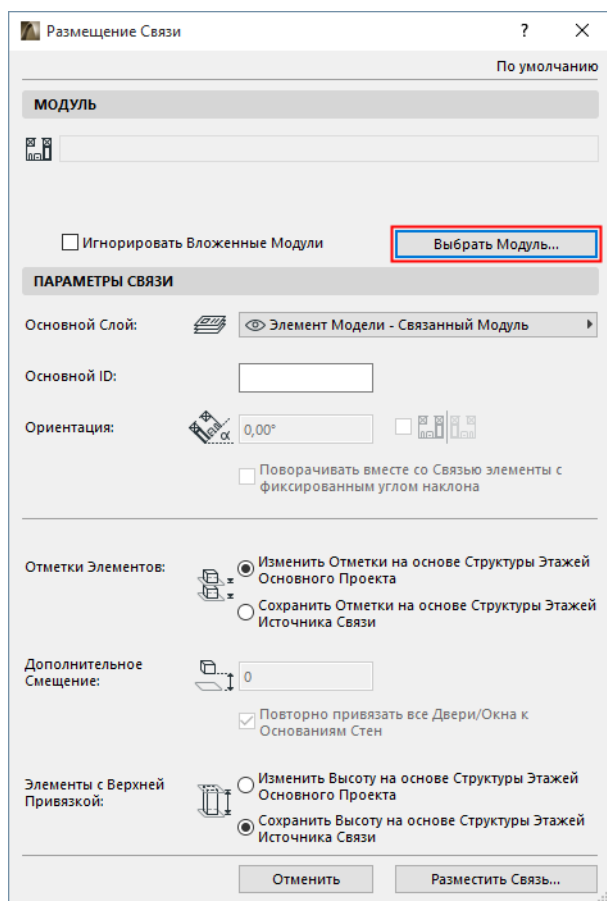 Размещение Связи
?
По умолчанию
МОДУЛЬ
Игнорировать Вложенные Модули
Выбрать Модуль...
ПАРАМЕТРЫ СВЯЗИ
Основной Слой:
Элемент Модели - Связанный Модуль
Основной ID:
Ориентация:
α
0,00°
Поворачивать вместе со Связью элементы с
фиксированным углом наклона
Отметки Элементов:
Изменить Отметки на основе Структуры Этажей
Основного Проекта
Сохранить Отметки на основе Структуры Этажей
Источника Связи
Дополнительное
Смещение:
0
Повторно привязать все Двери/Окна к
Основаниям Стен
Элементы с Верхней
Привязкой:
Изменить Высоту на основе Структуры Этажей
Основного Проекта
Сохранить Высоту на основе Структуры Этажей
Источника Связи
Отменить
Разместить Связь...